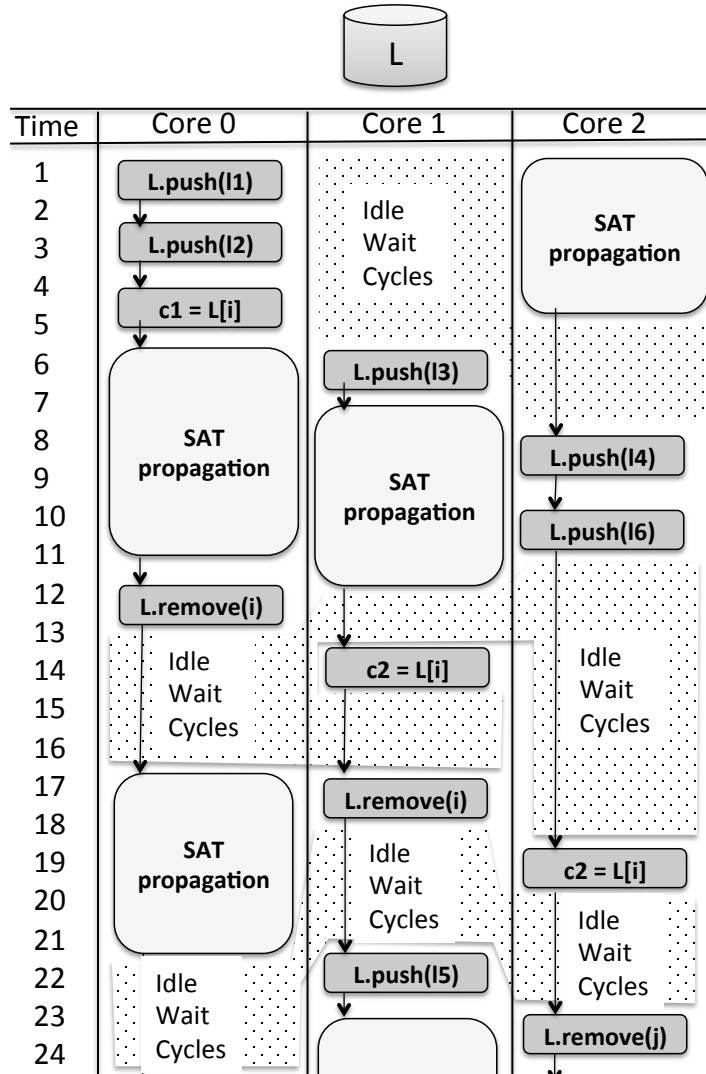 L
Time
Core 0
Core 1
Core 2
1
2
3
4
5
6
7
8
9
10
11
12
13
14
15
16
17
18
19
20
21
22
23
24
L.push(l1)
L.push(l2)
c1 = L[i]
SAT
propagation
L.remove(i)
Idle
Wait
Cycles
SAT
propagation
Idle
Wait
Cycles
Idle
Wait
Cycles
L.push(l3)
SAT
propagation
c2 = L[i]
L.remove(i)
Idle
Wait
Cycles
L.push(l5)
SAT
propagation
L.push(l4)
L.push(l6)
Idle
Wait
Cycles
c2 = L[i]
Idle
Wait
Cycles
L.remove(j)